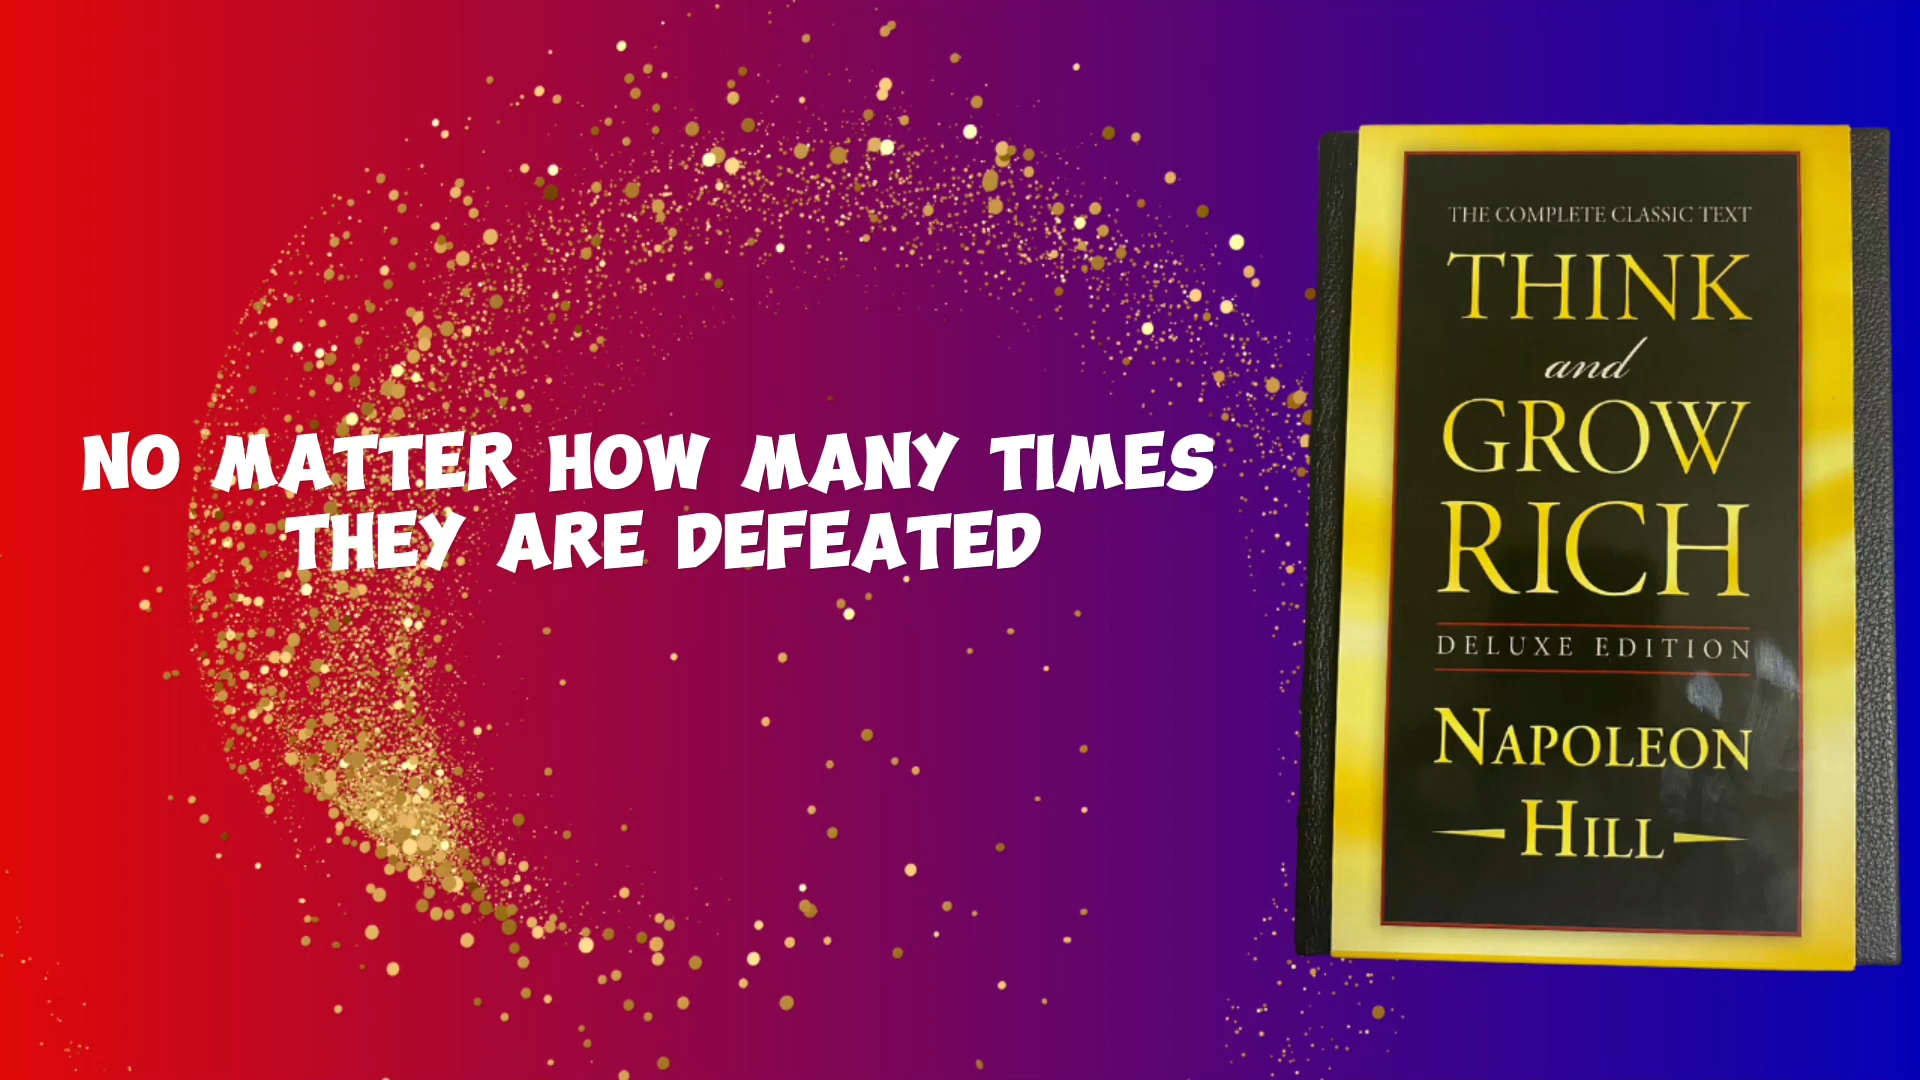 NO MATTER HOW MANY TIMES
THEY ARE DEFEATED
THE COMPLETE CLASSIC TEXT
THINK
and
GROW
RICH
DELUXE EDITION
NAPOLEON
HILL